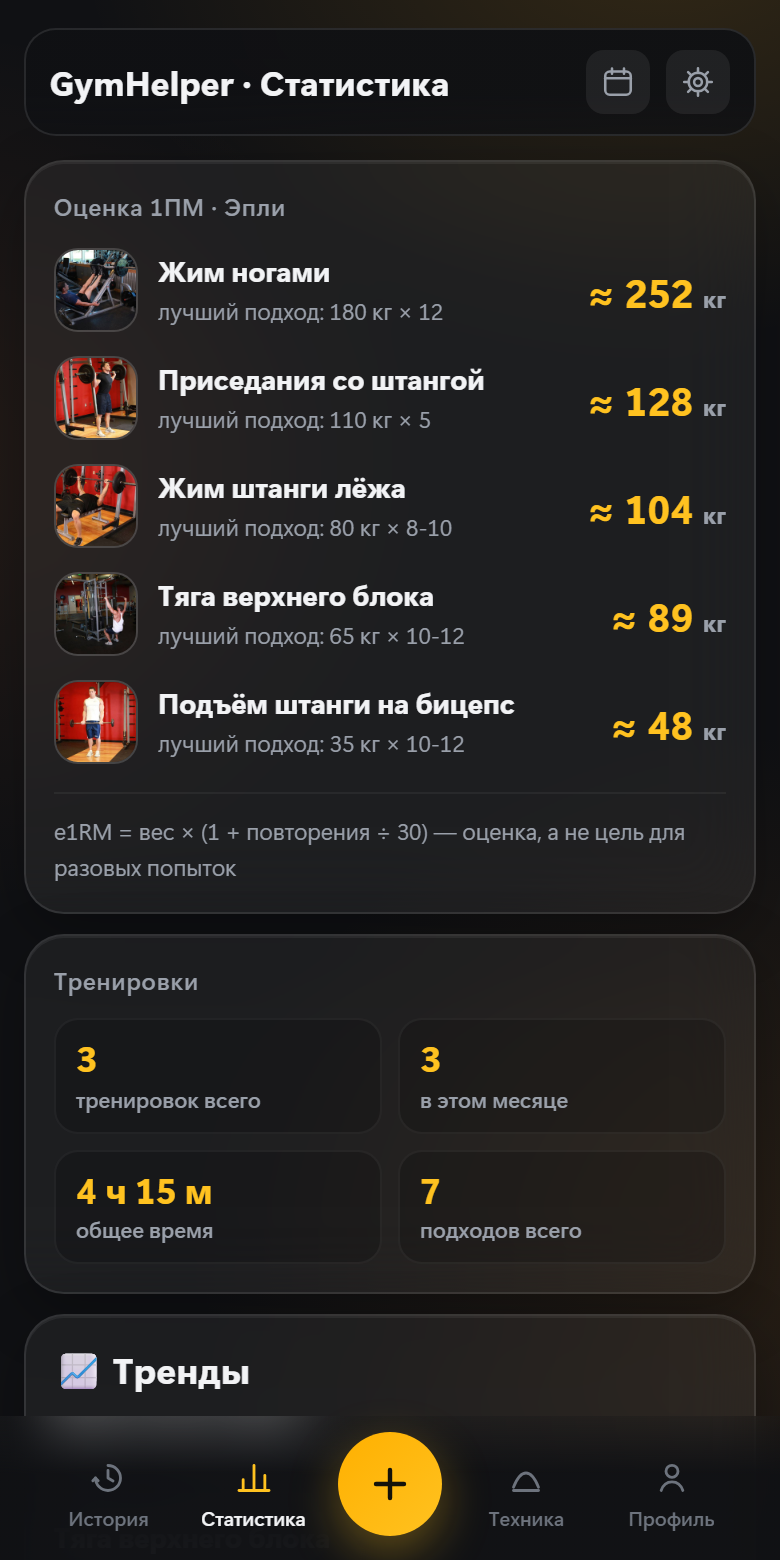 GymHelper · Статистика
Оценка 1ПМ · Эпли
Жим ногами
лучший подход: 180 кг × 12
≈ 252 кг
Приседания со штангой
лучший подход: 110 кг × 5
≈ 128 кг
Жим штанги лёжа
лучший подход: 80 кг × 8-10
≈ 104 кг
Тяга верхнего блока
лучший подход: 65 кг × 10-12
≈ 89 кг
Подъём штанги на бицепс
лучший подход: 35 кг × 10-12
≈ 48 кг
e1RM = вес × (1 + повторения ÷ 30) — оценка, а не цель для
разовых попыток
Тренировки
3
тренировок всего
3
в этом месяце
4 ч 15 м
общее время
7
подходов всего
Тренды
История
Статистика
+
Техника
Профиль
Тяга верхнего блока